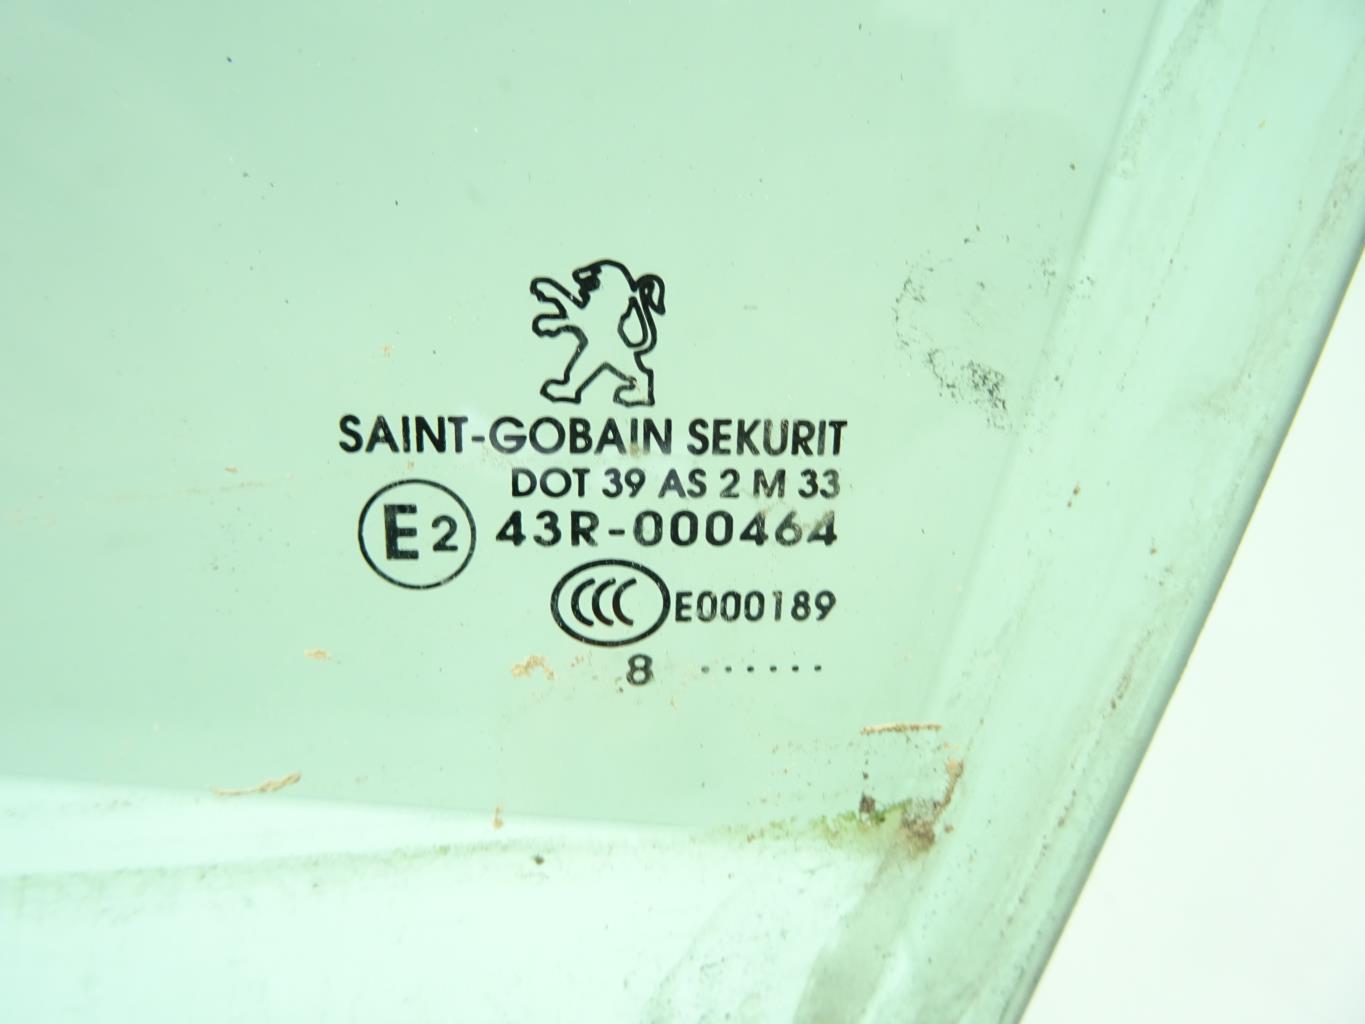 SAINT-GOBAIN SEKURIT
DOT 39 AS 2 M 33
E2 43R-000464
CCC E000189
8 ......